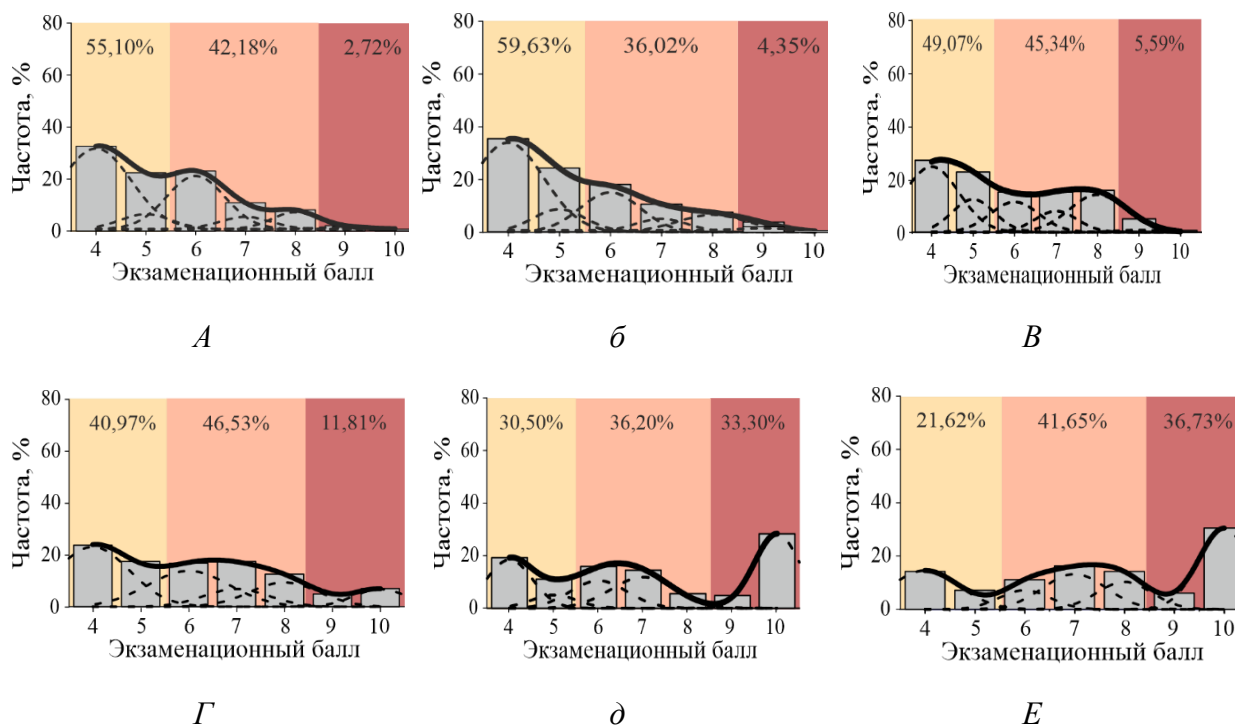 Частота, %
80
60
40
20
0
55,10% 42,18% 2,72%
4 5 6 7 8 9 10
Экзаменационный балл
А
Частота, %
80
60
40
20
0
59,63% 36,02% 4,35%
4 5 6 7 8 9 10
Экзаменационный балл
б
Частота, %
80
60
40
20
0
49,07% 45,34% 5,59%
4 5 6 7 8 9 10
Экзаменационный балл
В
Частота, %
80
60
40
20
0
40,97% 46,53% 11,81%
4 5 6 7 8 9 10
Экзаменационный балл
Г
Частота, %
80
60
40
20
0
30,50% 36,20% 33,30%
4 5 6 7 8 9 10
Экзаменационный балл
д
Частота, %
80
60
40
20
0
21,62% 41,65% 36,73%
4 5 6 7 8 9 10
Экзаменационный балл
Е